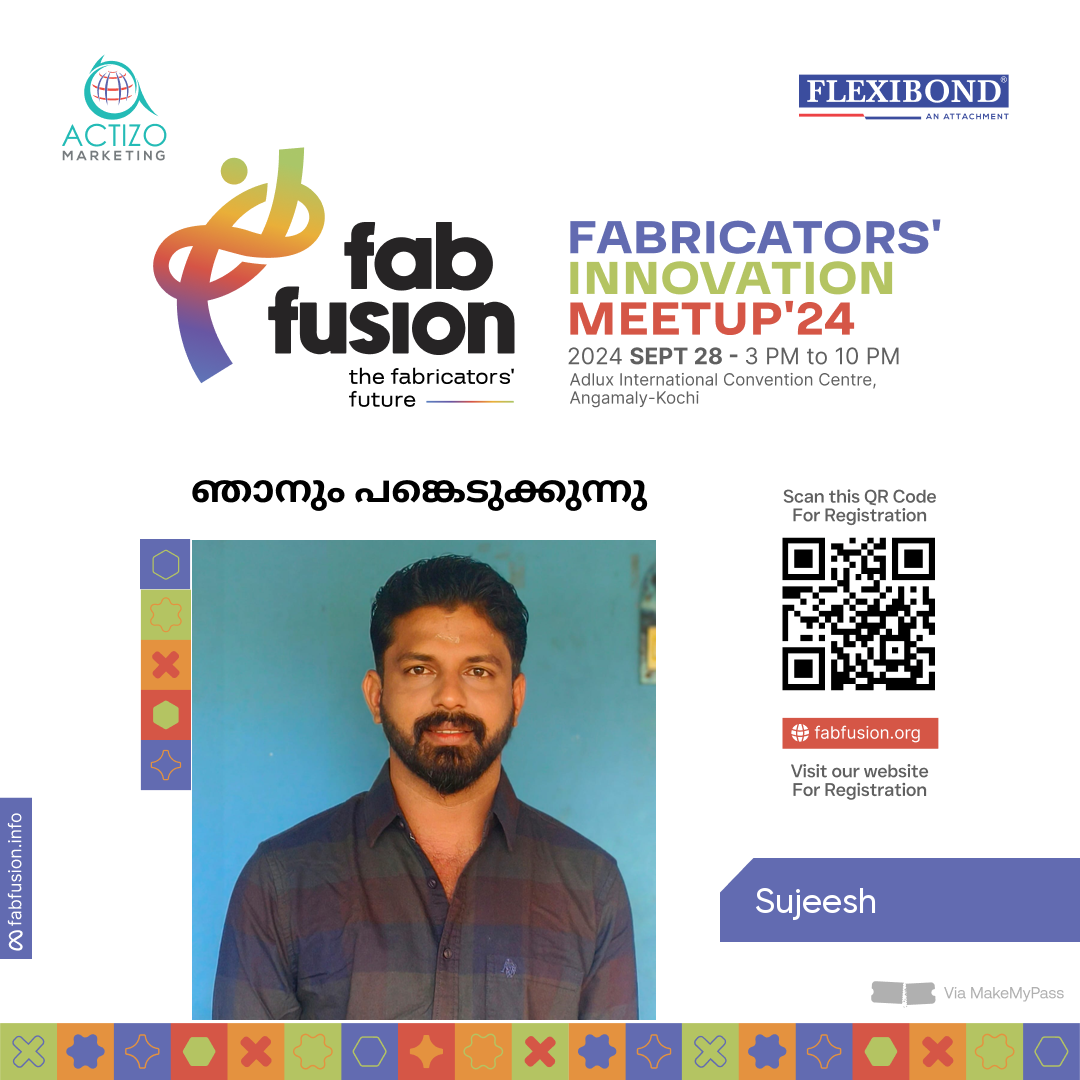 ACTIZO
MARKETING
FLEXIBOND®
AN ATTACHMENT
fab
fusion
the fabricators'
future
FABRICATORS'
INNOVATION
MEETUP'24
2024 SEPT 28 - 3 PM to 10 PM
Adlux International Convention Centre,
Angamaly-Kochi
ഞാനും പങ്കെടുക്കുന്നു
Scan this QR Code
For Registration
fabfusion.org
Visit our website
For Registration
fabfusion.info
Sujeesh
Via MakeMyPass